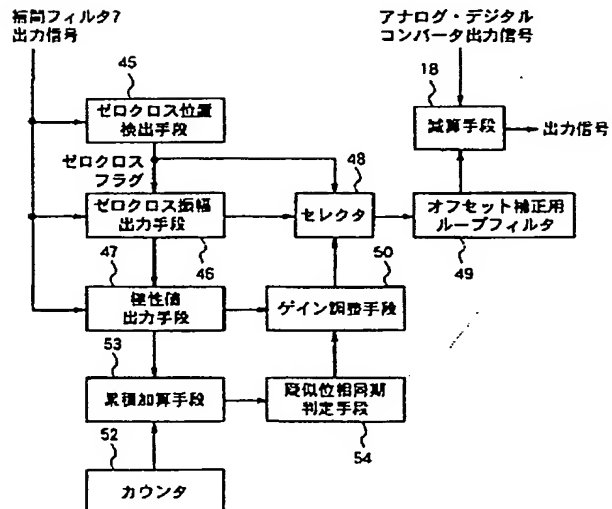 補間フィルタ7
出力信号
アナログ・デジタル
コンバータ出力信号
45
ゼロクロス位置
検出手段
18
減算手段
出力信号
ゼロクロス
フラグ
48
ゼロクロス振幅
出力手段
セレクタ
オフセット補正用
ループフィルタ
47
46
50
49
極性値
出力手段
ゲイン調整手段
53
累積加算手段
疑似位相同期
判定手段
52
54
カウンタ